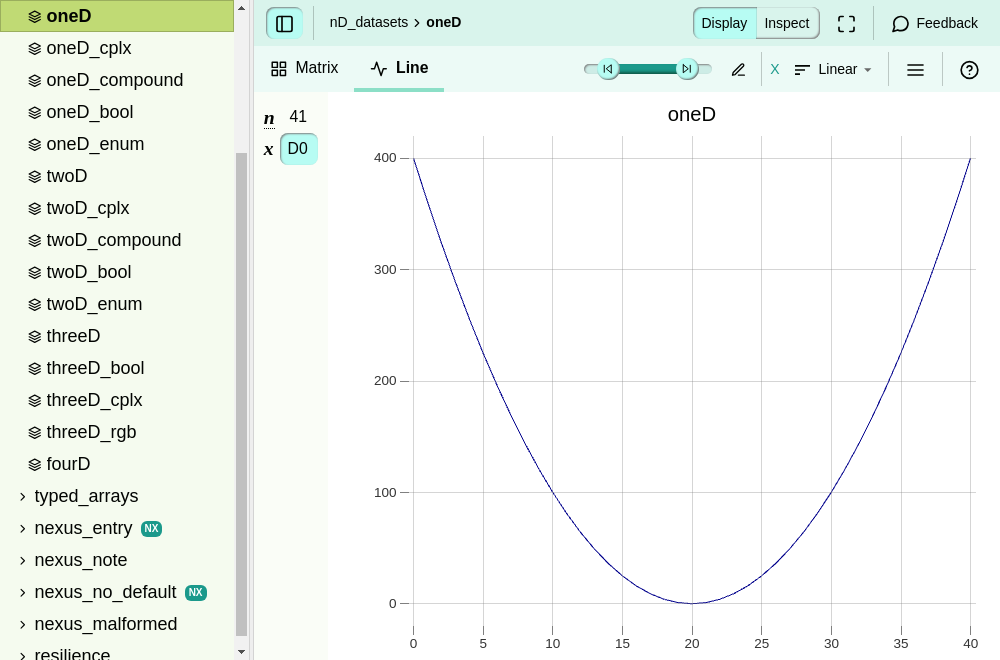 oneD
oneD_cplx
oneD_compound
oneD_bool
oneD_enum
twoD
twoD_cplx
twoD_compound
twoD_bool
twoD_enum
threeD
threeD_bool
threeD_cplx
threeD_rgb
fourD
typed_arrays
nexus_entry NX
nexus_note
nexus_no_default NX
nexus_malformed
resilience
nD_datasets › oneD
Display Inspect
Feedback
Matrix Line
X Linear
n 41
x D0
oneD
400
300
200
100
0
0 5 10 15 20 25 30 35 40